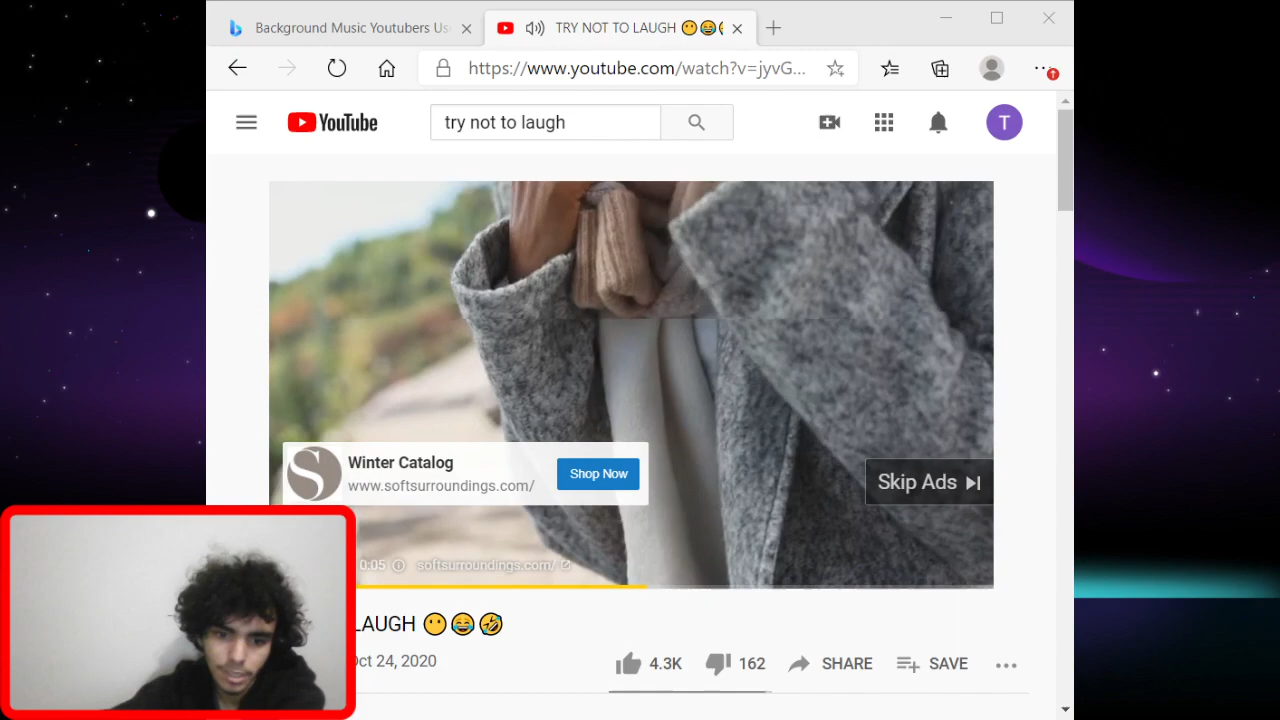 Background Music Youtubers Us
TRY NOT TO LAUGH 😶😂
https://www.youtube.com/watch?v=jyvG...
YouTube
try not to laugh
T
Winter Catalog
www.softsurroundings.com/
Shop Now
Skip Ads
0:05
softsurroundings.com/
LAUGH 😶😂🤣
Oct 24, 2020
4.3K
162
SHARE
SAVE